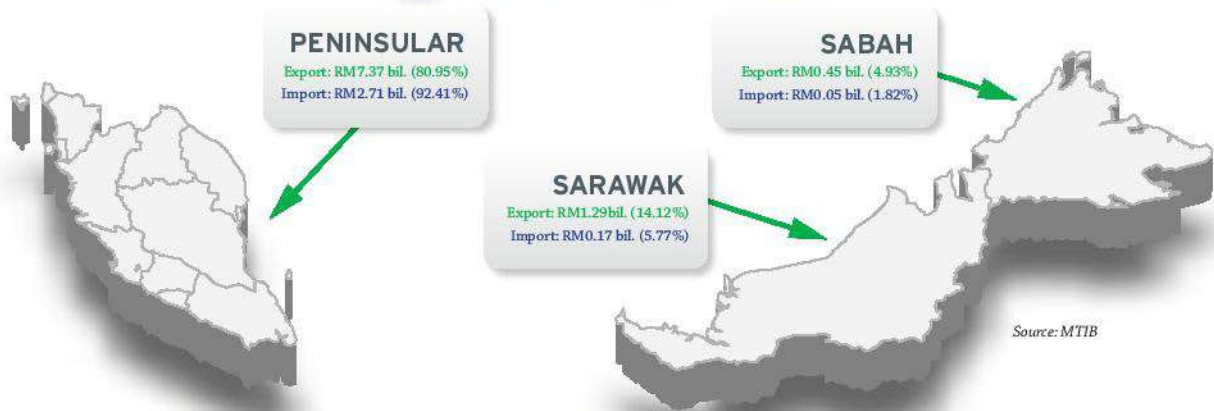 PENINSULAR
Export: RM7.37 bil. (80.95%)
Import: RM2.71 bil. (92.41%)
SABAH
Export: RM0.45 bil. (4.93%)
Import: RM0.05 bil. (1.82%)
SARAWAK
Export: RM1.29bil. (14.12%)
Import: RM0.17 bil. (5.77%)
Source: MTIB